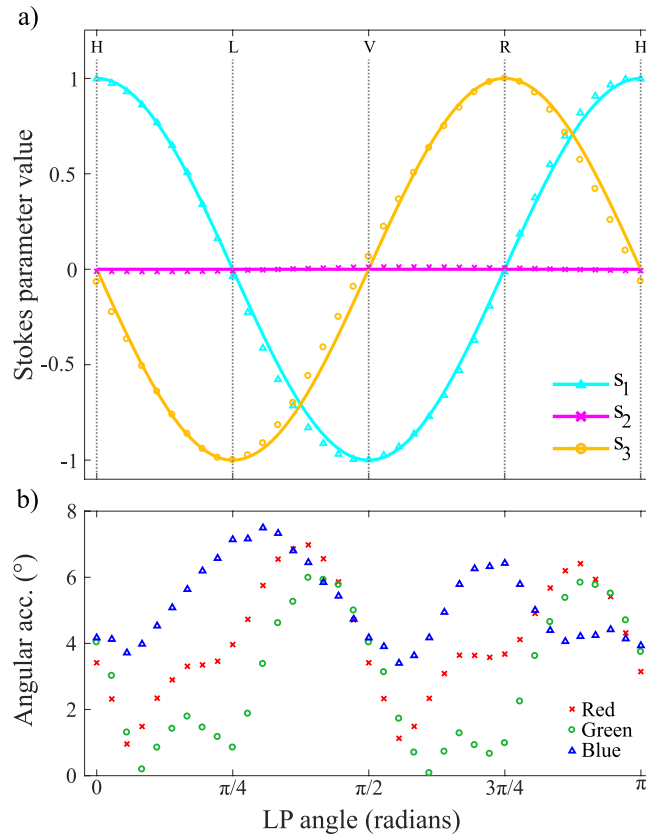 a)
H L V R H
1
0.5
0
-0.5
-1
Stokes parameter value
s1
s2
s3
b)
8
6
4
2
0
Angular acc. (°)
Red
Green
Blue
0 π/4 π/2 3π/4 π
LP angle (radians)